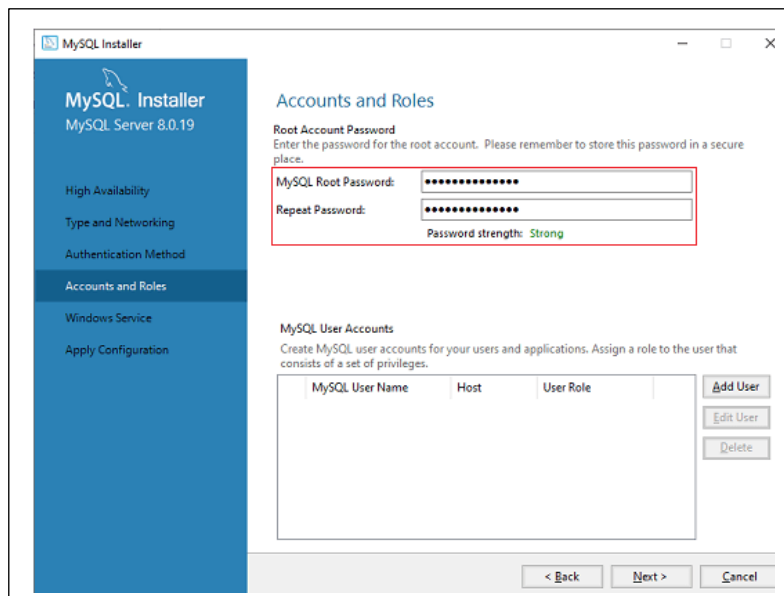 MySQL Installer
MySQL. Installer
MySQL Server 8.0.19
High Availability
Type and Networking
Authentication Method
Accounts and Roles
Windows Service
Apply Configuration
Accounts and Roles
Root Account Password
Enter the password for the root account. Please remember to store this password in a secure
place.
MySQL Root Password: ••••••••••••••
Repeat Password: ••••••••••••••
Password strength: Strong
MySQL User Accounts
Create MySQL user accounts for your users and applications. Assign a role to the user that
consists of a set of privileges.
MySQL User Name Host User Role
Add User
Edit User
Delete
< Back Next > Cancel